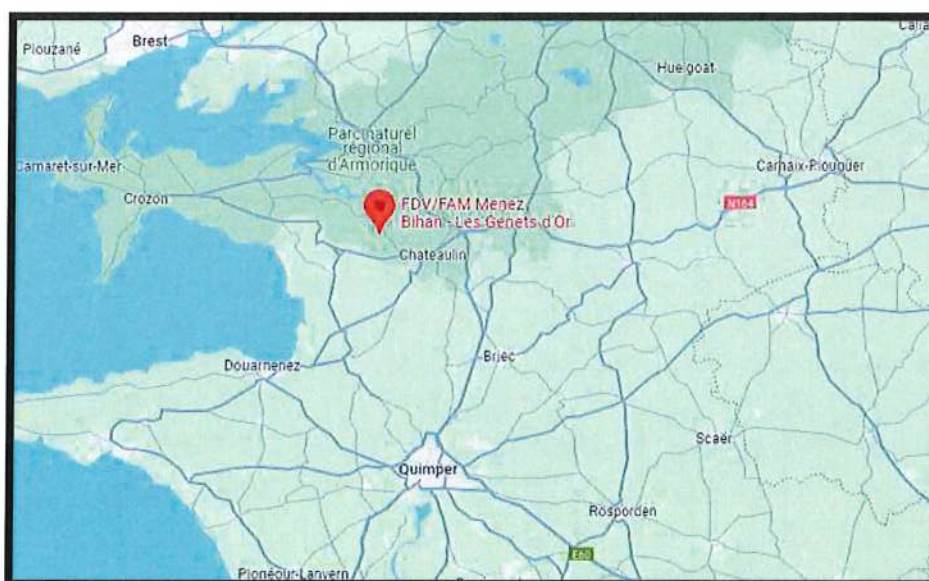 Plouzané
Brest
Huelgoat
Parc naturel
régional
d'Armorique
Camaret-sur-Mer
Crozon
Carhaix-Plouguer
FDV/FAM Menez
Bihan - Les Genêts d'Or
N164
Chateaulin
Douarnenez
Briec
Scaër
Quimper
Rosporden
E60
Plonéour-Lanvern